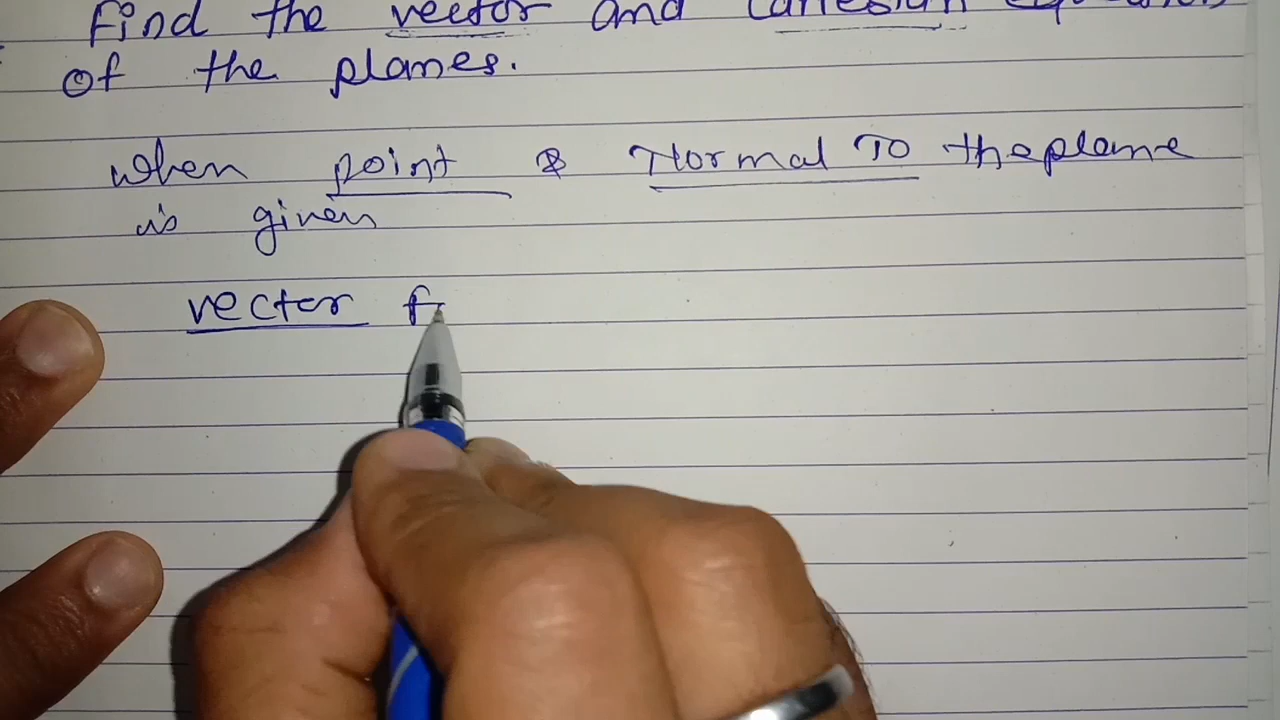 Find the vector and Cartesian
of the planes.
when point & Normal To the plane
is given
vector f